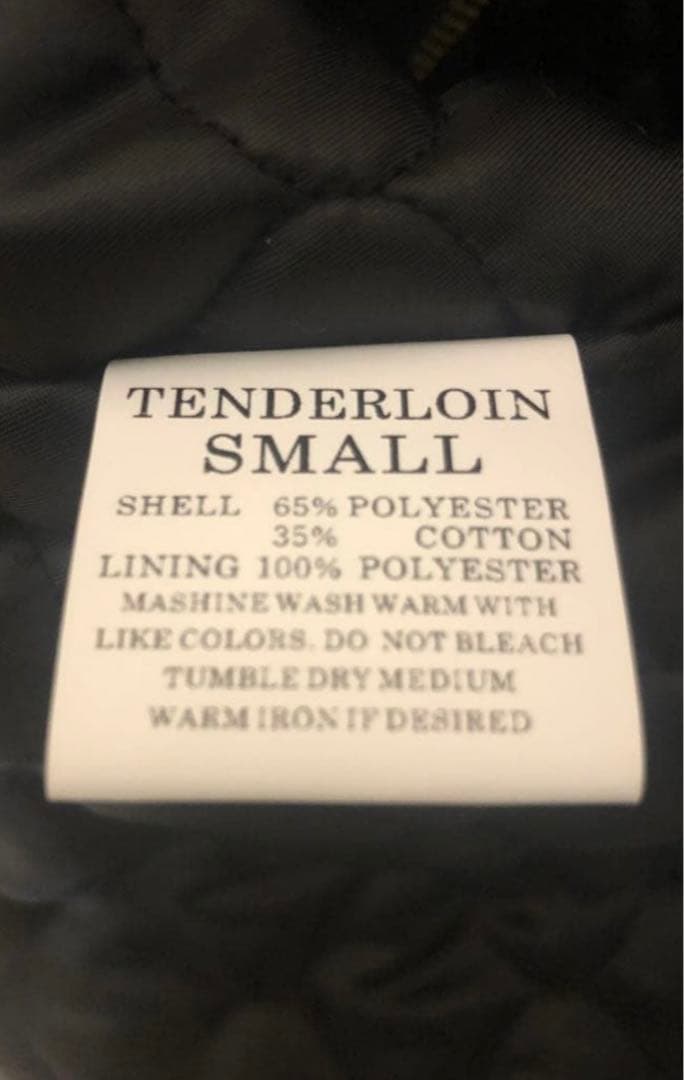 TENDERLOIN
SMALL
SHELL 65% POLYESTER
35% COTTON
LINING 100% POLYESTER
MASHINE WASH WARM WITH
LIKE COLORS. DO NOT BLEACH
TUMBLE DRY MEDIUM
WARM IRON IF DESIRED